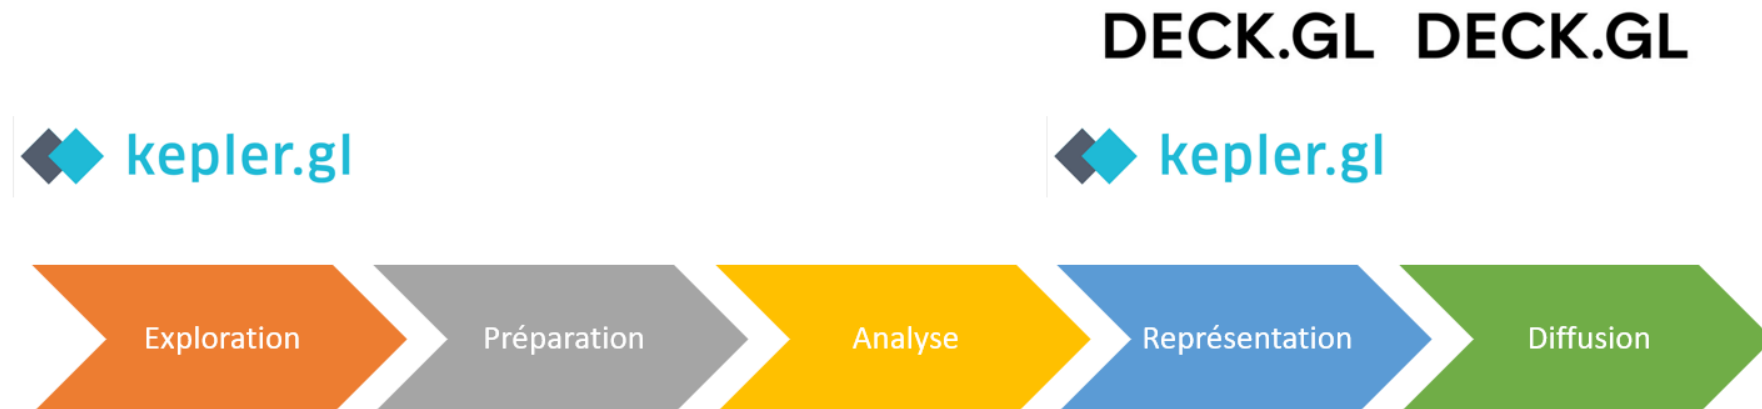 DECK.GL DECK.GL
kepler.gl kepler.gl
Exploration Préparation Analyse Représentation Diffusion